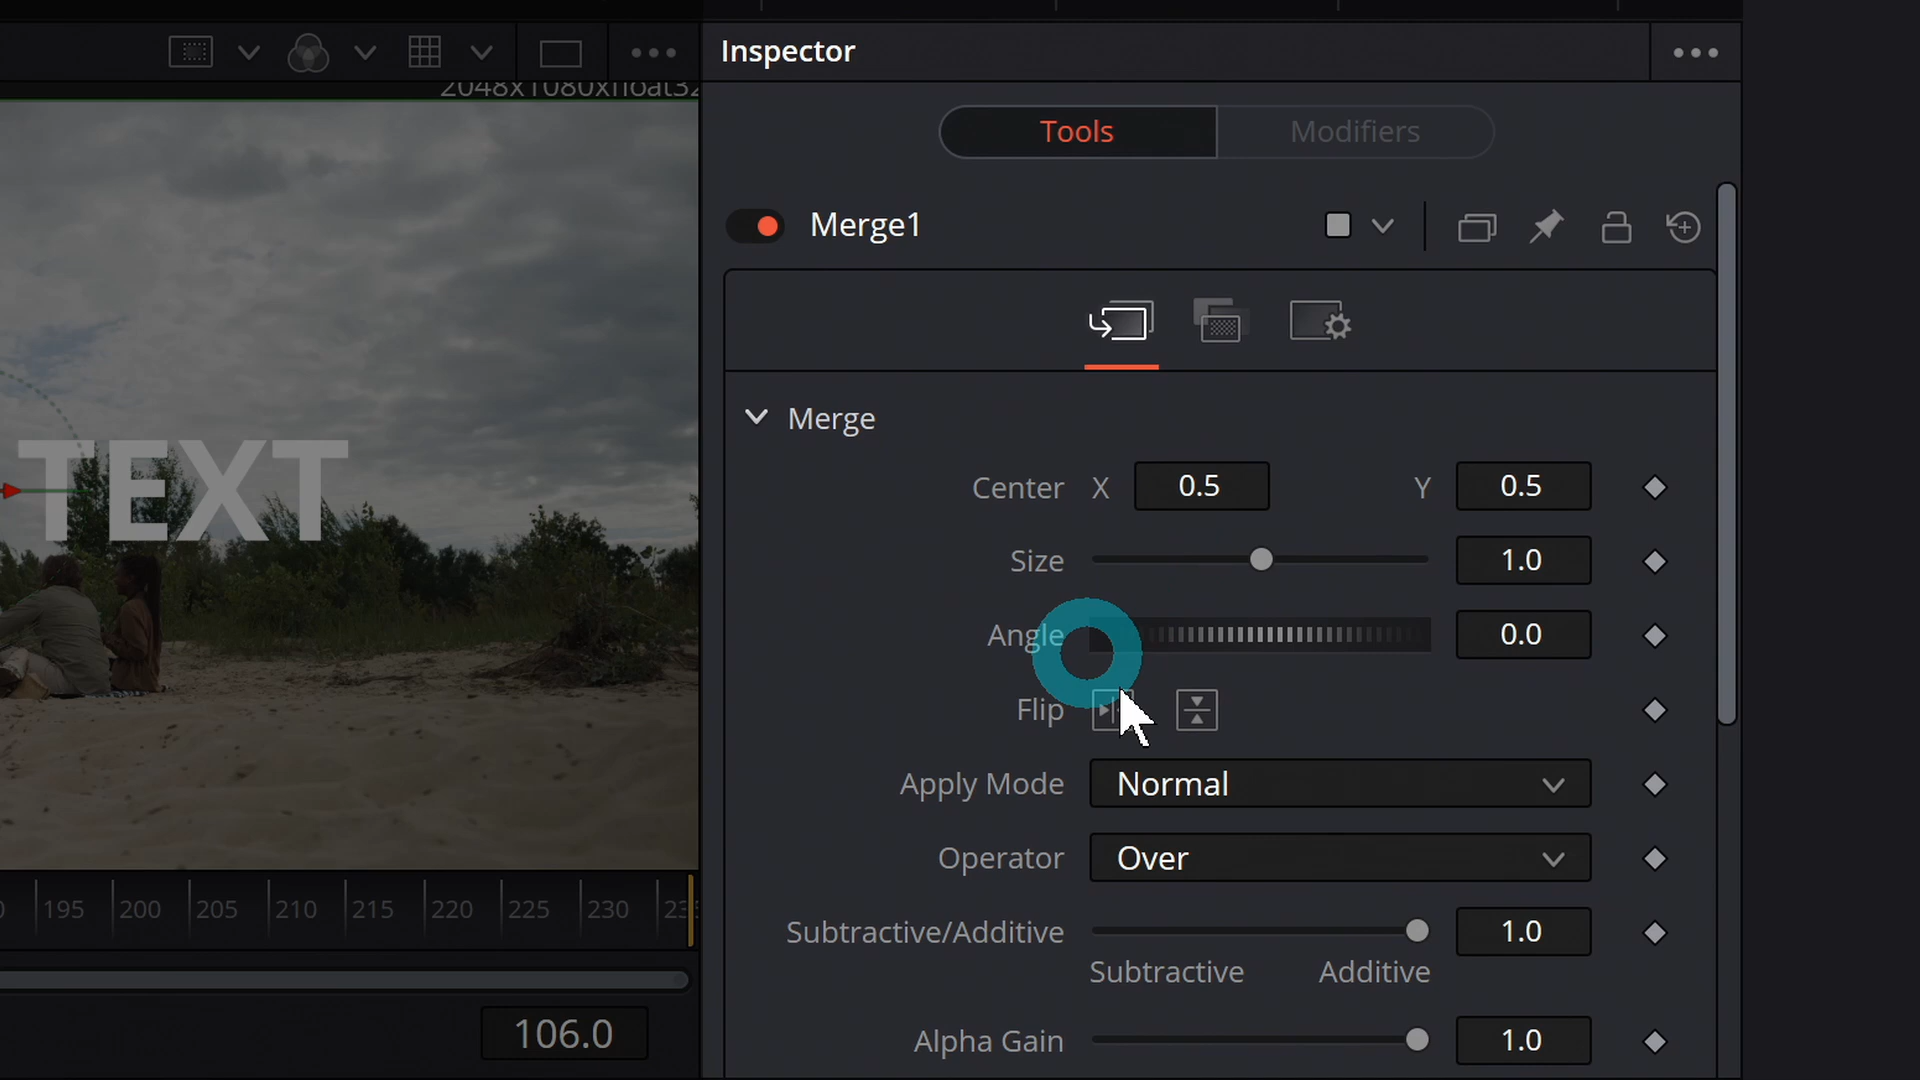 Inspector
2048x1080xfloat32
Tools
Modifiers
Merge1
Merge
Center X 0.5 Y 0.5
TEXT
Size 1.0
Angle 0.0
Flip
Apply Mode Normal
Operator Over
195 200 205 210 215 220 225 230
Subtractive/Additive 1.0
Subtractive Additive
106.0
Alpha Gain 1.0